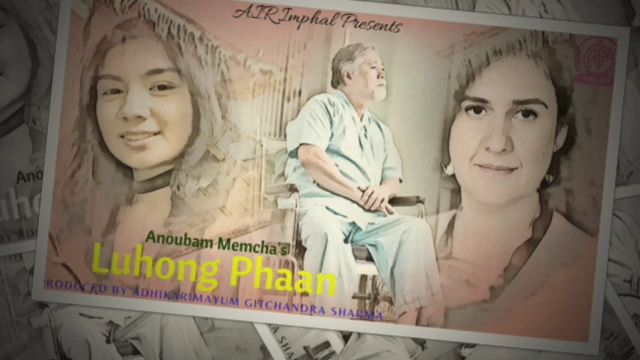 AIR Imphal Presents
Anoubam Memcha's
Luhong Phaan
PRODUCED BY ADHIKARIMAYUM GITCHANDRA SHARMA